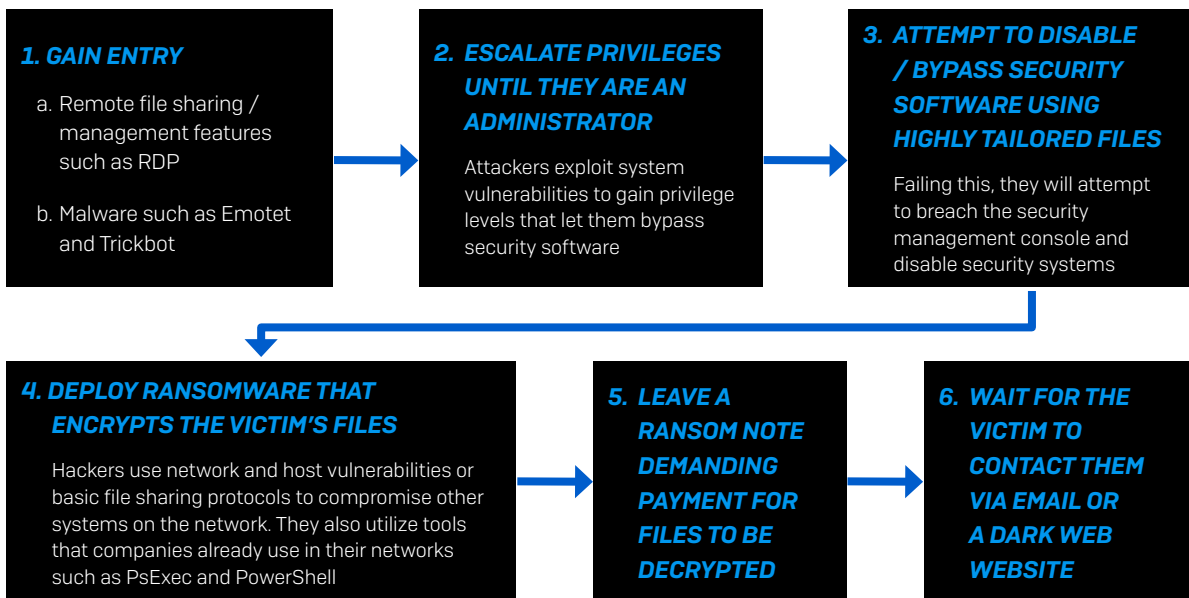 1. GAIN ENTRY
a. Remote file sharing /
management features
such as RDP
b. Malware such as Emotet
and Trickbot
2. ESCALATE PRIVILEGES
UNTIL THEY ARE AN
ADMINISTRATOR
Attackers exploit system
vulnerabilities to gain privilege
levels that let them bypass
security software
3. ATTEMPT TO DISABLE
/ BYPASS SECURITY
SOFTWARE USING
HIGHLY TAILORED FILES
Failing this, they will attempt
to breach the security
management console and
disable security systems
4. DEPLOY RANSOMWARE THAT
ENCRYPTS THE VICTIM'S FILES
Hackers use network and host vulnerabilities or
basic file sharing protocols to compromise other
systems on the network. They also utilize tools
that companies already use in their networks
such as PsExec and PowerShell
5. LEAVE A
RANSOM NOTE
DEMANDING
PAYMENT FOR
FILES TO BE
DECRYPTED
6. WAIT FOR THE
VICTIM TO
CONTACT THEM
VIA EMAIL OR
A DARK WEB
WEBSITE